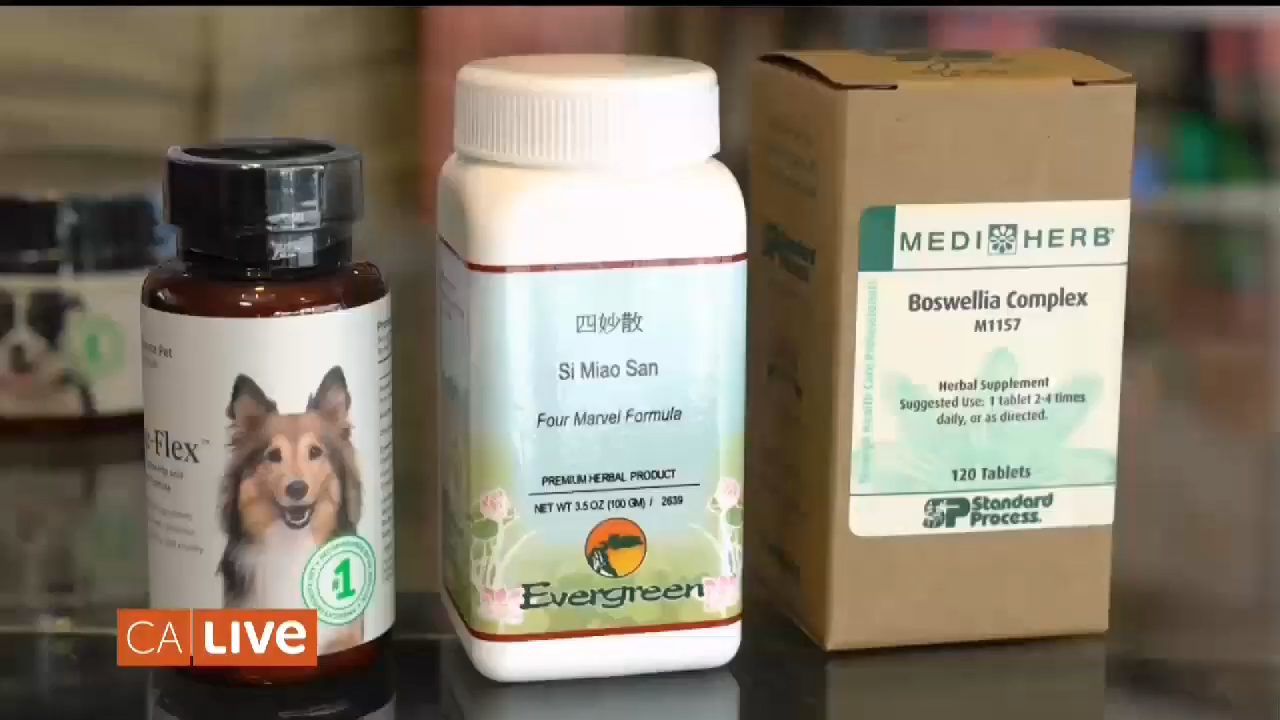 -Flex™
#1
四妙散
Si Miao San
Four Marvel Formula
PREMIUM HERBAL PRODUCT
NET WT 3.5 OZ (100 GM) / 2639
Evergreen
MEDI HERB®
Boswellia Complex
M1157
Herbal Supplement
Suggested Use: 1 tablet 2-4 times
daily, or as directed.
120 Tablets
SP Standard
Process.
CA LIVE